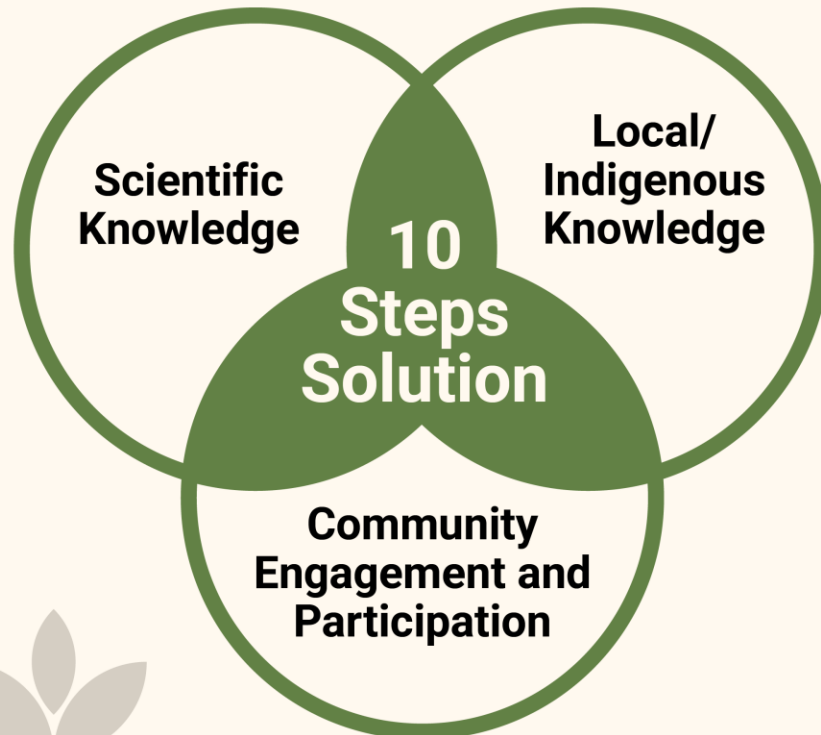 Scientific
Knowledge
Local/
Indigenous
Knowledge
10
Steps
Solution
Community
Engagement and
Participation